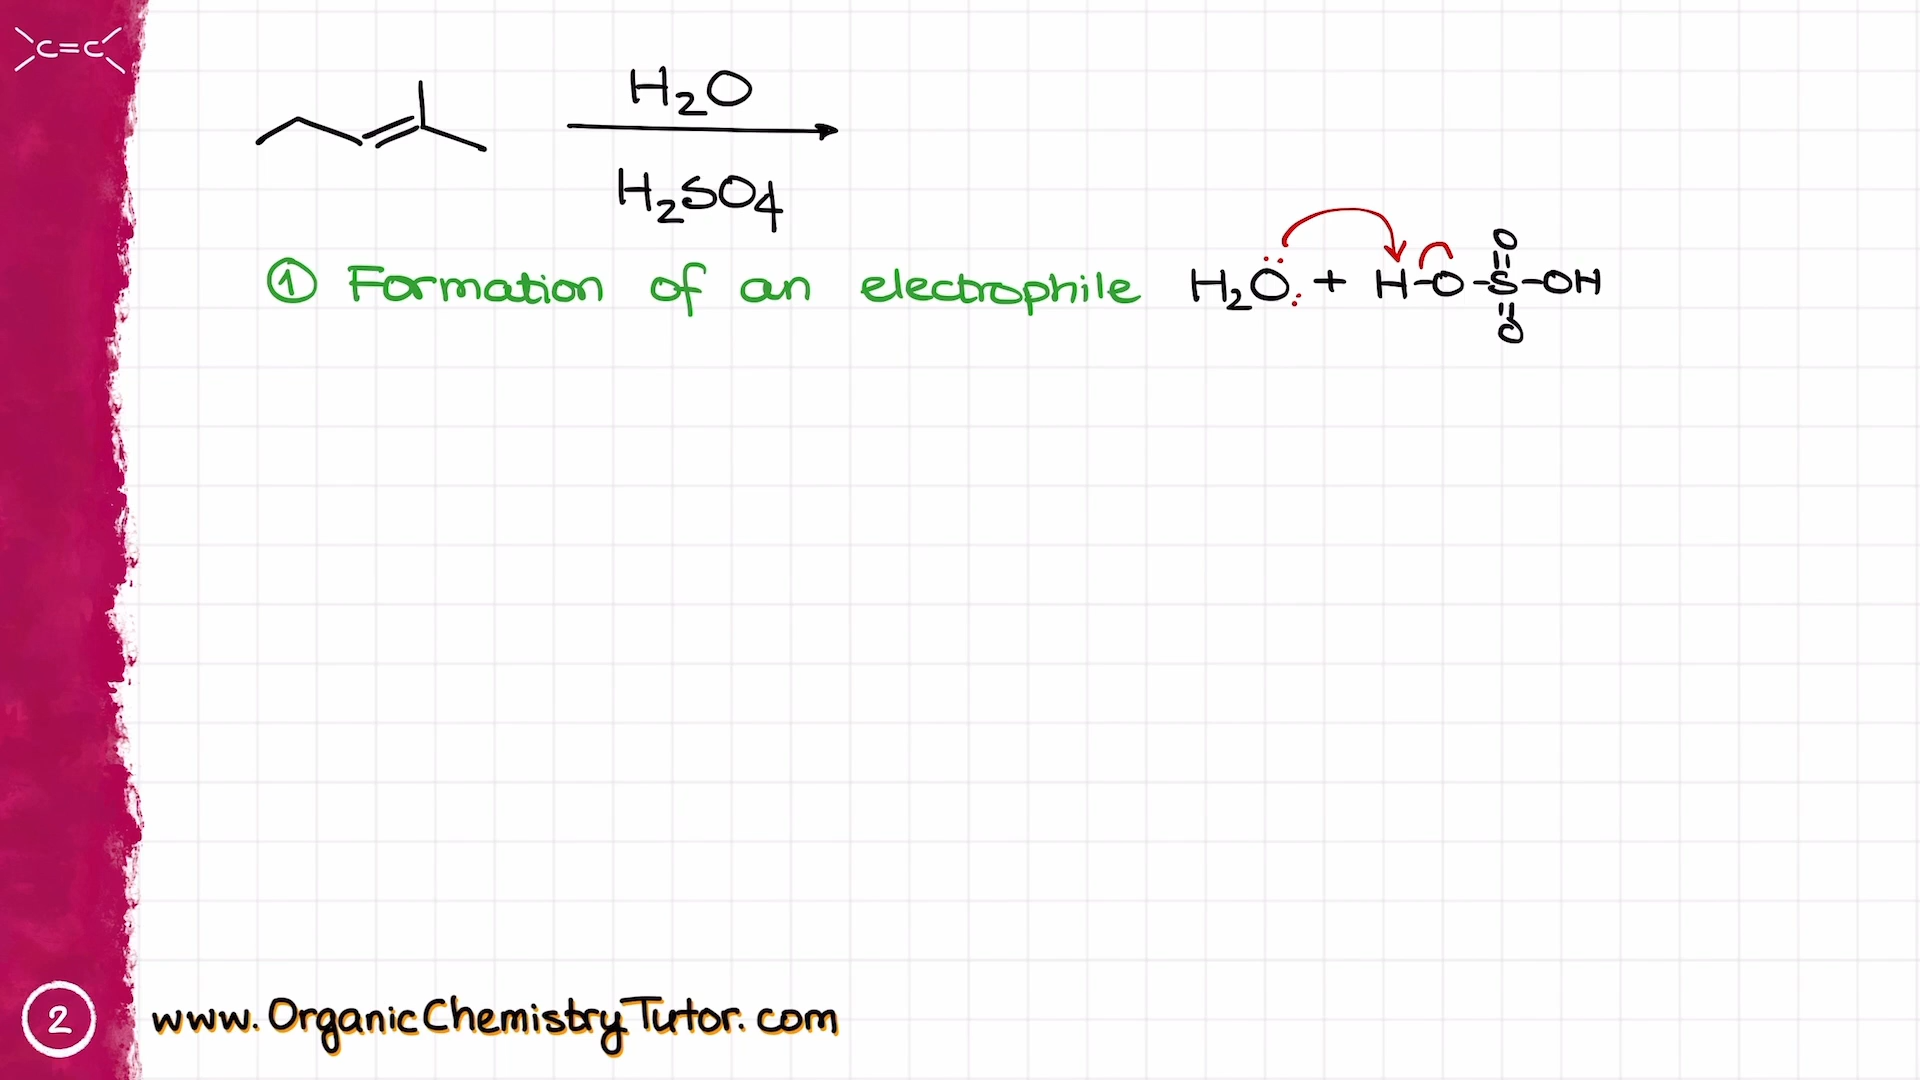 C=C
H2O
H2SO4
① Formation of an electrophile H2O: + H-O-S-OH
O
O
2
www.OrganicChemistryTutor.com